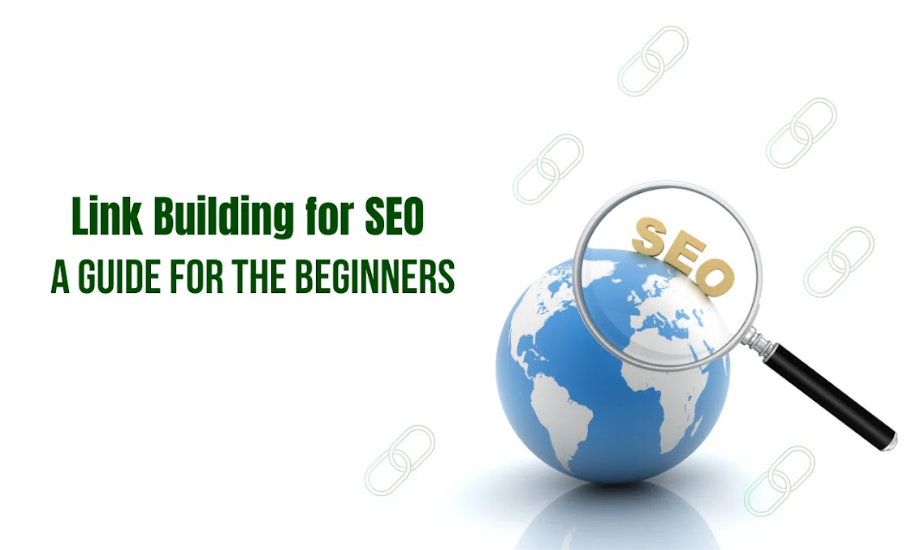 Link Building for SEO
A GUIDE FOR THE BEGINNERS
SEO